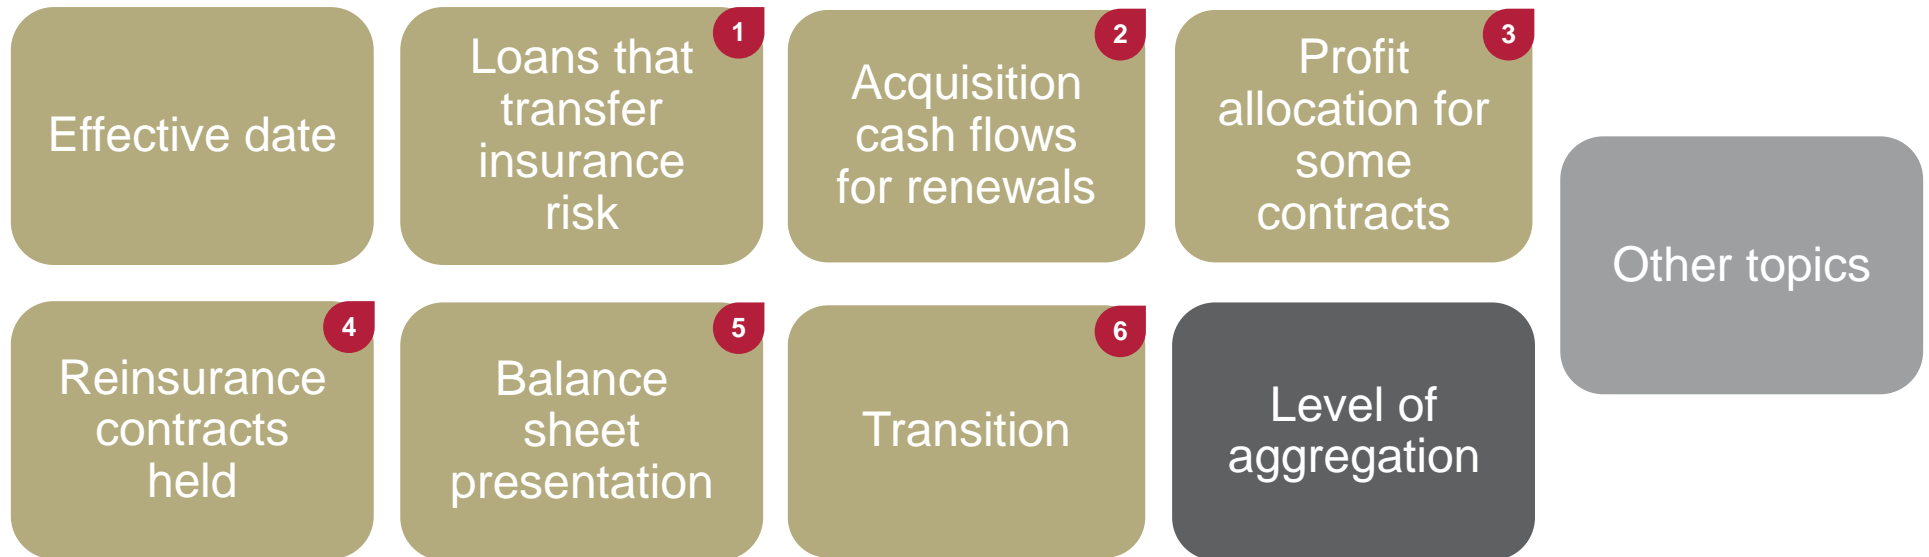 Effective date
1
Loans that
transfer
insurance
risk
2
Acquisition
cash flows
for renewals
3
Profit
allocation for
some
contracts
4
Reinsurance
contracts
held
5
Balance
sheet
presentation
6
Transition
Level of
aggregation
Other topics